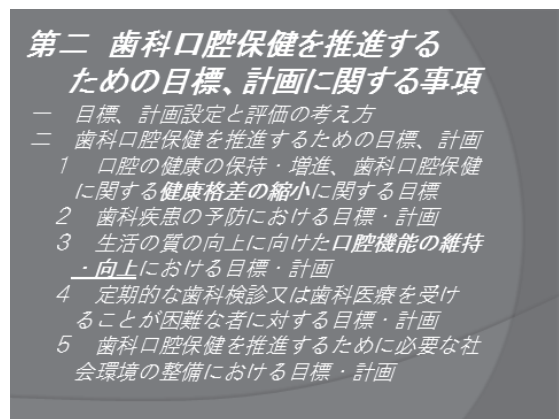 第二 歯科口腔保健を推進する
ための目標、計画に関する事項
一 目標、計画設定と評価の考え方
二 歯科口腔保健を推進するための目標、計画
1 口腔の健康の保持・増進、歯科口腔保健
に関する健康格差の縮小に関する目標
2 歯科疾患の予防における目標・計画
3 生活の質の向上に向けた口腔機能の維持
・向上における目標・計画
4 定期的な歯科検診又は歯科医療を受け
ることが困難な者に対する目標・計画
5 歯科口腔保健を推進するために必要な社
会環境の整備における目標・計画